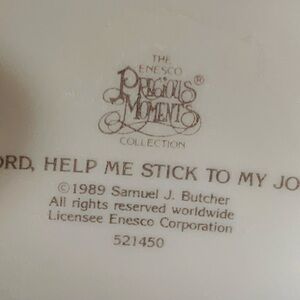 THE
ENESCO
PRECIOUS
MOMENTS®
COLLECTION
ORD, HELP ME STICK TO MY JO
©1989 Samuel J. Butcher
All rights reserved worldwide
Licensee Enesco Corporation
521450